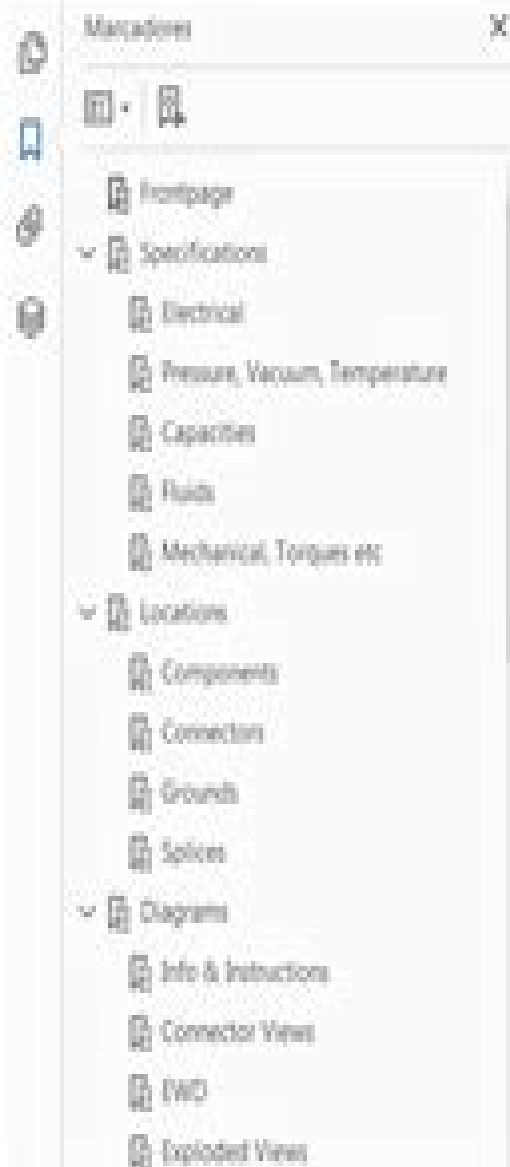 Marcadores X
Frontpage
Specifications
Electrical
Pressure, Vacuum, Temperature
Capacities
Fluids
Mechanical, Torques etc
Locations
Components
Connectors
Grounds
Splices
Diagrams
Info & Instructions
Connector Views
EWD
Exploded Views